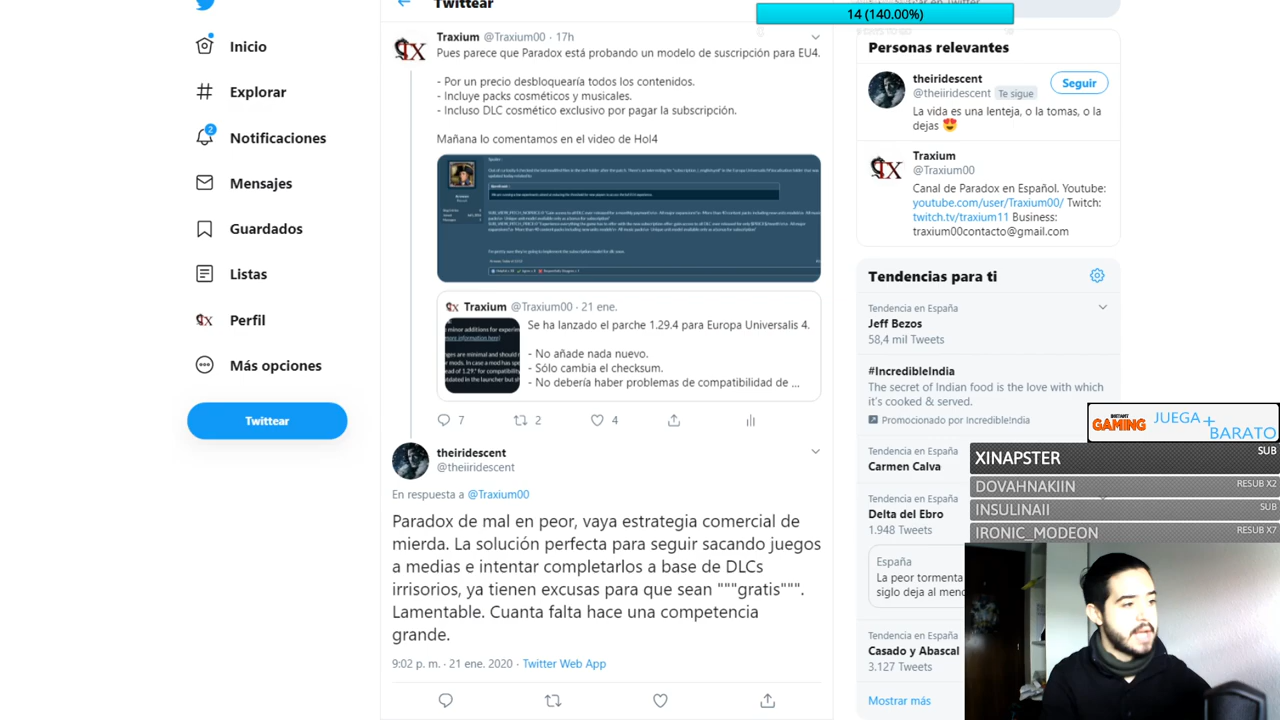 Inicio
Explorar
2
Notificaciones
Mensajes
Guardados
Listas
Perfil
Más opciones
Twittear
Twittear
Traxium @Traxium00 · 17h
Pues parece que Paradox está probando un modelo de suscripción para EU4.
- Por un precio desbloquearía todos los contenidos.
- Incluye packs cosméticos y musicales.
- Incluso DLC cosmético exclusivo por pagar la subscripción.
Mañana lo comentamos en el video de HoI4
Traxium @Traxium00 · 21 ene.
Se ha lanzado el parche 1.29.4 para Europa Universalis 4.
- No añade nada nuevo.
- Sólo cambia el checksum.
- No debería haber problemas de compatibilidad de ...
7 2 4
theiridescent
@theiiridescent
En respuesta a @Traxium00
Paradox de mal en peor, vaya estrategia comercial de
mierda. La solución perfecta para seguir sacando juegos
a medias e intentar completarlos a base de DLCs
irrisorios, ya tienen excusas para que sean """gratis""".
Lamentable. Cuanta falta hace una competencia
grande.
9:02 p. m. · 21 ene. 2020 · Twitter Web App
14 (140.00%)
Personas relevantes
theiridescent
@theiiridescent Te sigue
Seguir
La vida es una lenteja, o la tomas, o la
dejas 😍
Traxium
@Traxium00
Canal de Paradox en Español. Youtube:
youtube.com/user/Traxium00/ Twitch:
twitch.tv/traxium11 Business:
traxium00contacto@gmail.com
Tendencias para ti
Tendencia en España
Jeff Bezos
58,4 mil Tweets
#IncredibleIndia
The secret of Indian food is the love with which
it's cooked & served.
Promocionado por Incredible!ndia
Tendencia en España
Carmen Calva
Tendencia en España
Delta del Ebro
1.948 Tweets
España
La peor tormenta
siglo deja al meno
Tendencia en España
Casado y Abascal
3.127 Tweets
Mostrar más
INSTANT
GAMING
JUEGA+
BARATO
XINAPSTER SUB
DOVAHNAKIIN RESUB X2
INSULINAII SUB
IRONIC_MODEON RESUB X7